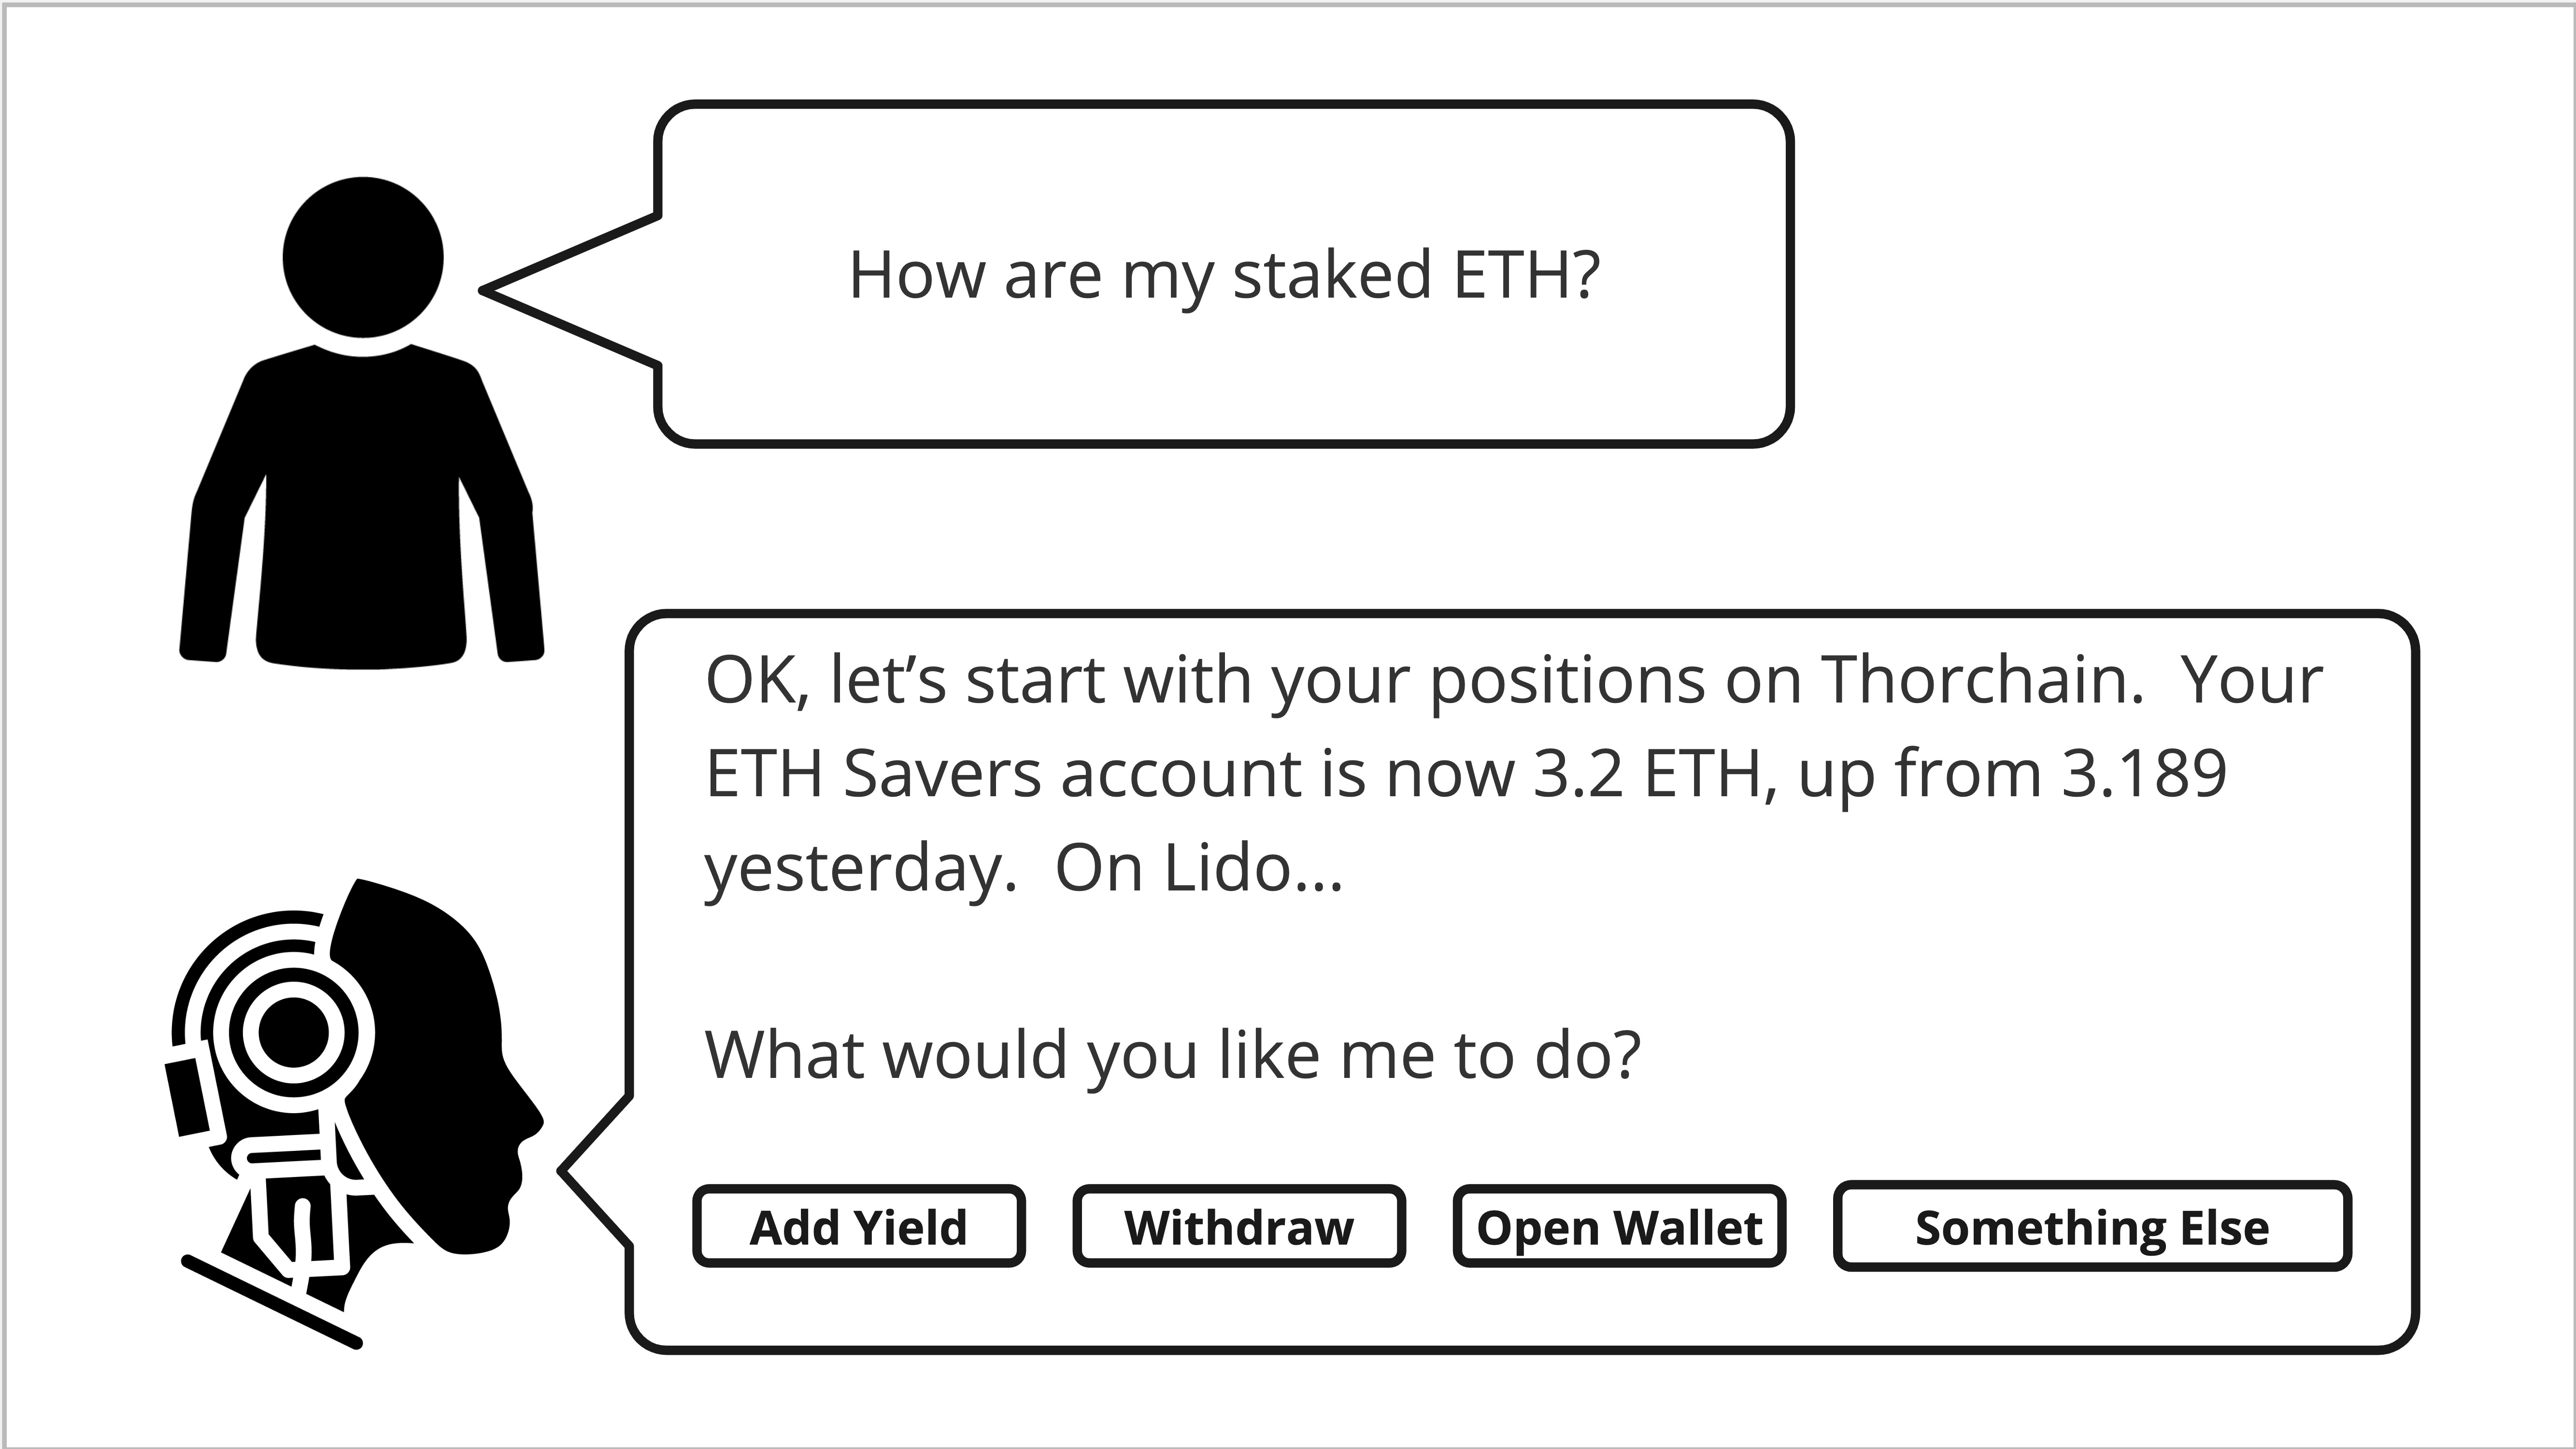 How are my staked ETH?
OK, let’s start with your positions on Thorchain.  Your
ETH Savers account is now 3.2 ETH, up from 3.189
yesterday.  On Lido...
What would you like me to do?
Add Yield
Withdraw
Open Wallet
Something Else